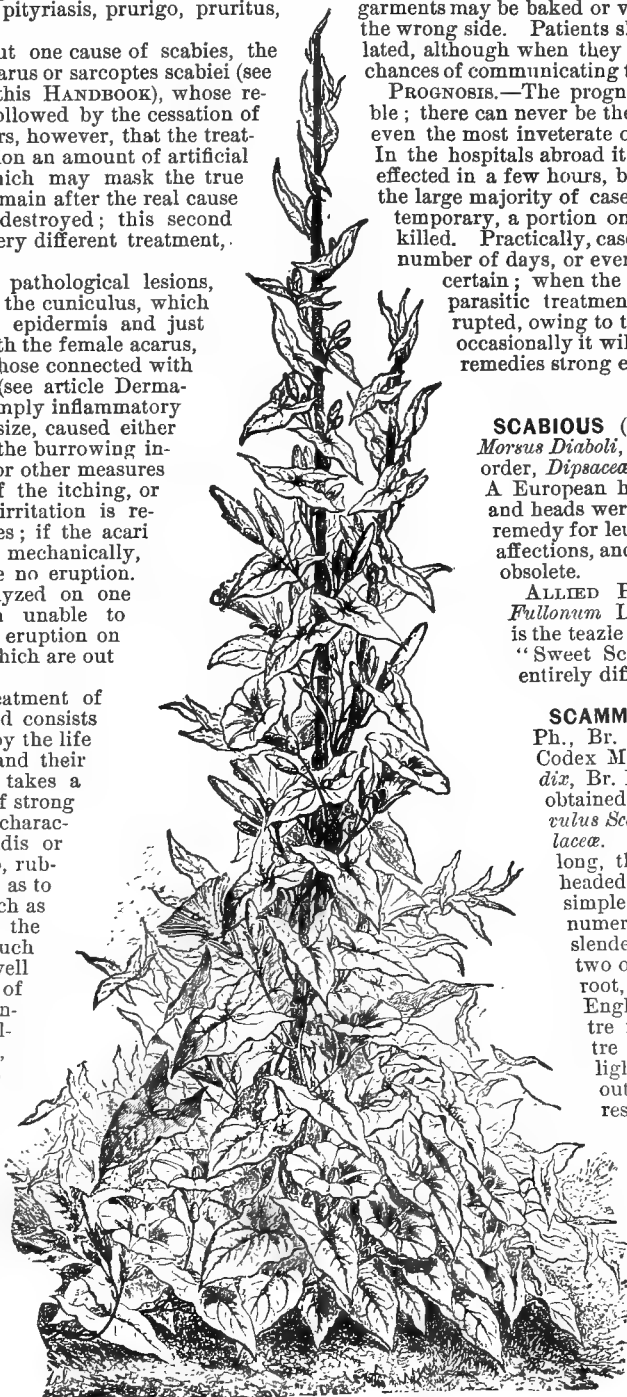 pityriasis, prurigo, pruritus,
ut one cause of scabies, the
arus or sarcoptes scabiei (see
this HANDBOOK), whose re-
ollowed by the cessation of
rs, however, that the treat-
ion an amount of artificial
hich may mask the true
main after the real cause
destroyed; this second
ery different treatment,
pathological lesions,
the cuniculus, which
epidermis and just
th the female acarus,
hose connected with
(see article Derma-
mply inflammatory
size, caused either
the burrowing in-
or other measures
f the itching, or
irritation is re-
es; if the acari
mechanically,
e no eruption.
lyzed on one
unable to
eruption on
hich are out
eatment of
d consists
by the life
and their
takes a
f strong
charac-
dis or
, rub-
as to
ch as
the
uch
vell
of
n-
l-
,
garments may be baked or v
the wrong side. Patients s
lated, although when they
chances of communicating t
PROGNOSIS.—The progn
ble; there can never be the
even the most inveterate c
In the hospitals abroad it
effected in a few hours, b
the large majority of case
temporary, a portion on
killed. Practically, case
number of days, or ever
certain; when the
parasitic treatmen
rupted, owing to t
occasionally it wil
remedies strong e
SCABIOUS (
Morsus Diaboli,
order, Dipsaceæ
A European h
and heads wer
remedy for leu
affections, and
obsolete.
ALLIED P
Fullonum L
is the teazle
"Sweet Sc
entirely diff
SCAMM
Ph., Br.
Codex M
dix, Br.
obtained
vulus Sc
laceæ.
long, th
headed
simple
numer
slende
two o
root,
Engl
tre
tre
ligh
out
res